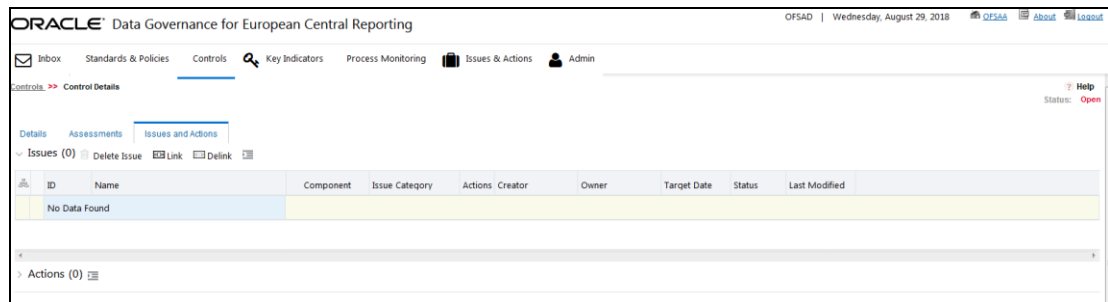 ORACLE® Data Governance for European Central Reporting OFSAD | Wednesday, August 29, 2018 OFSAA About Logout
Inbox Standards & Policies Controls Key Indicators Process Monitoring Issues & Actions Admin
Controls >> Control Details ? Help
Status: Open
Details Assessments Issues and Actions
Issues (0) Delete Issue Link Delink
ID Name Component Issue Category Actions Creator Owner Target Date Status Last Modified
No Data Found
Actions (0)